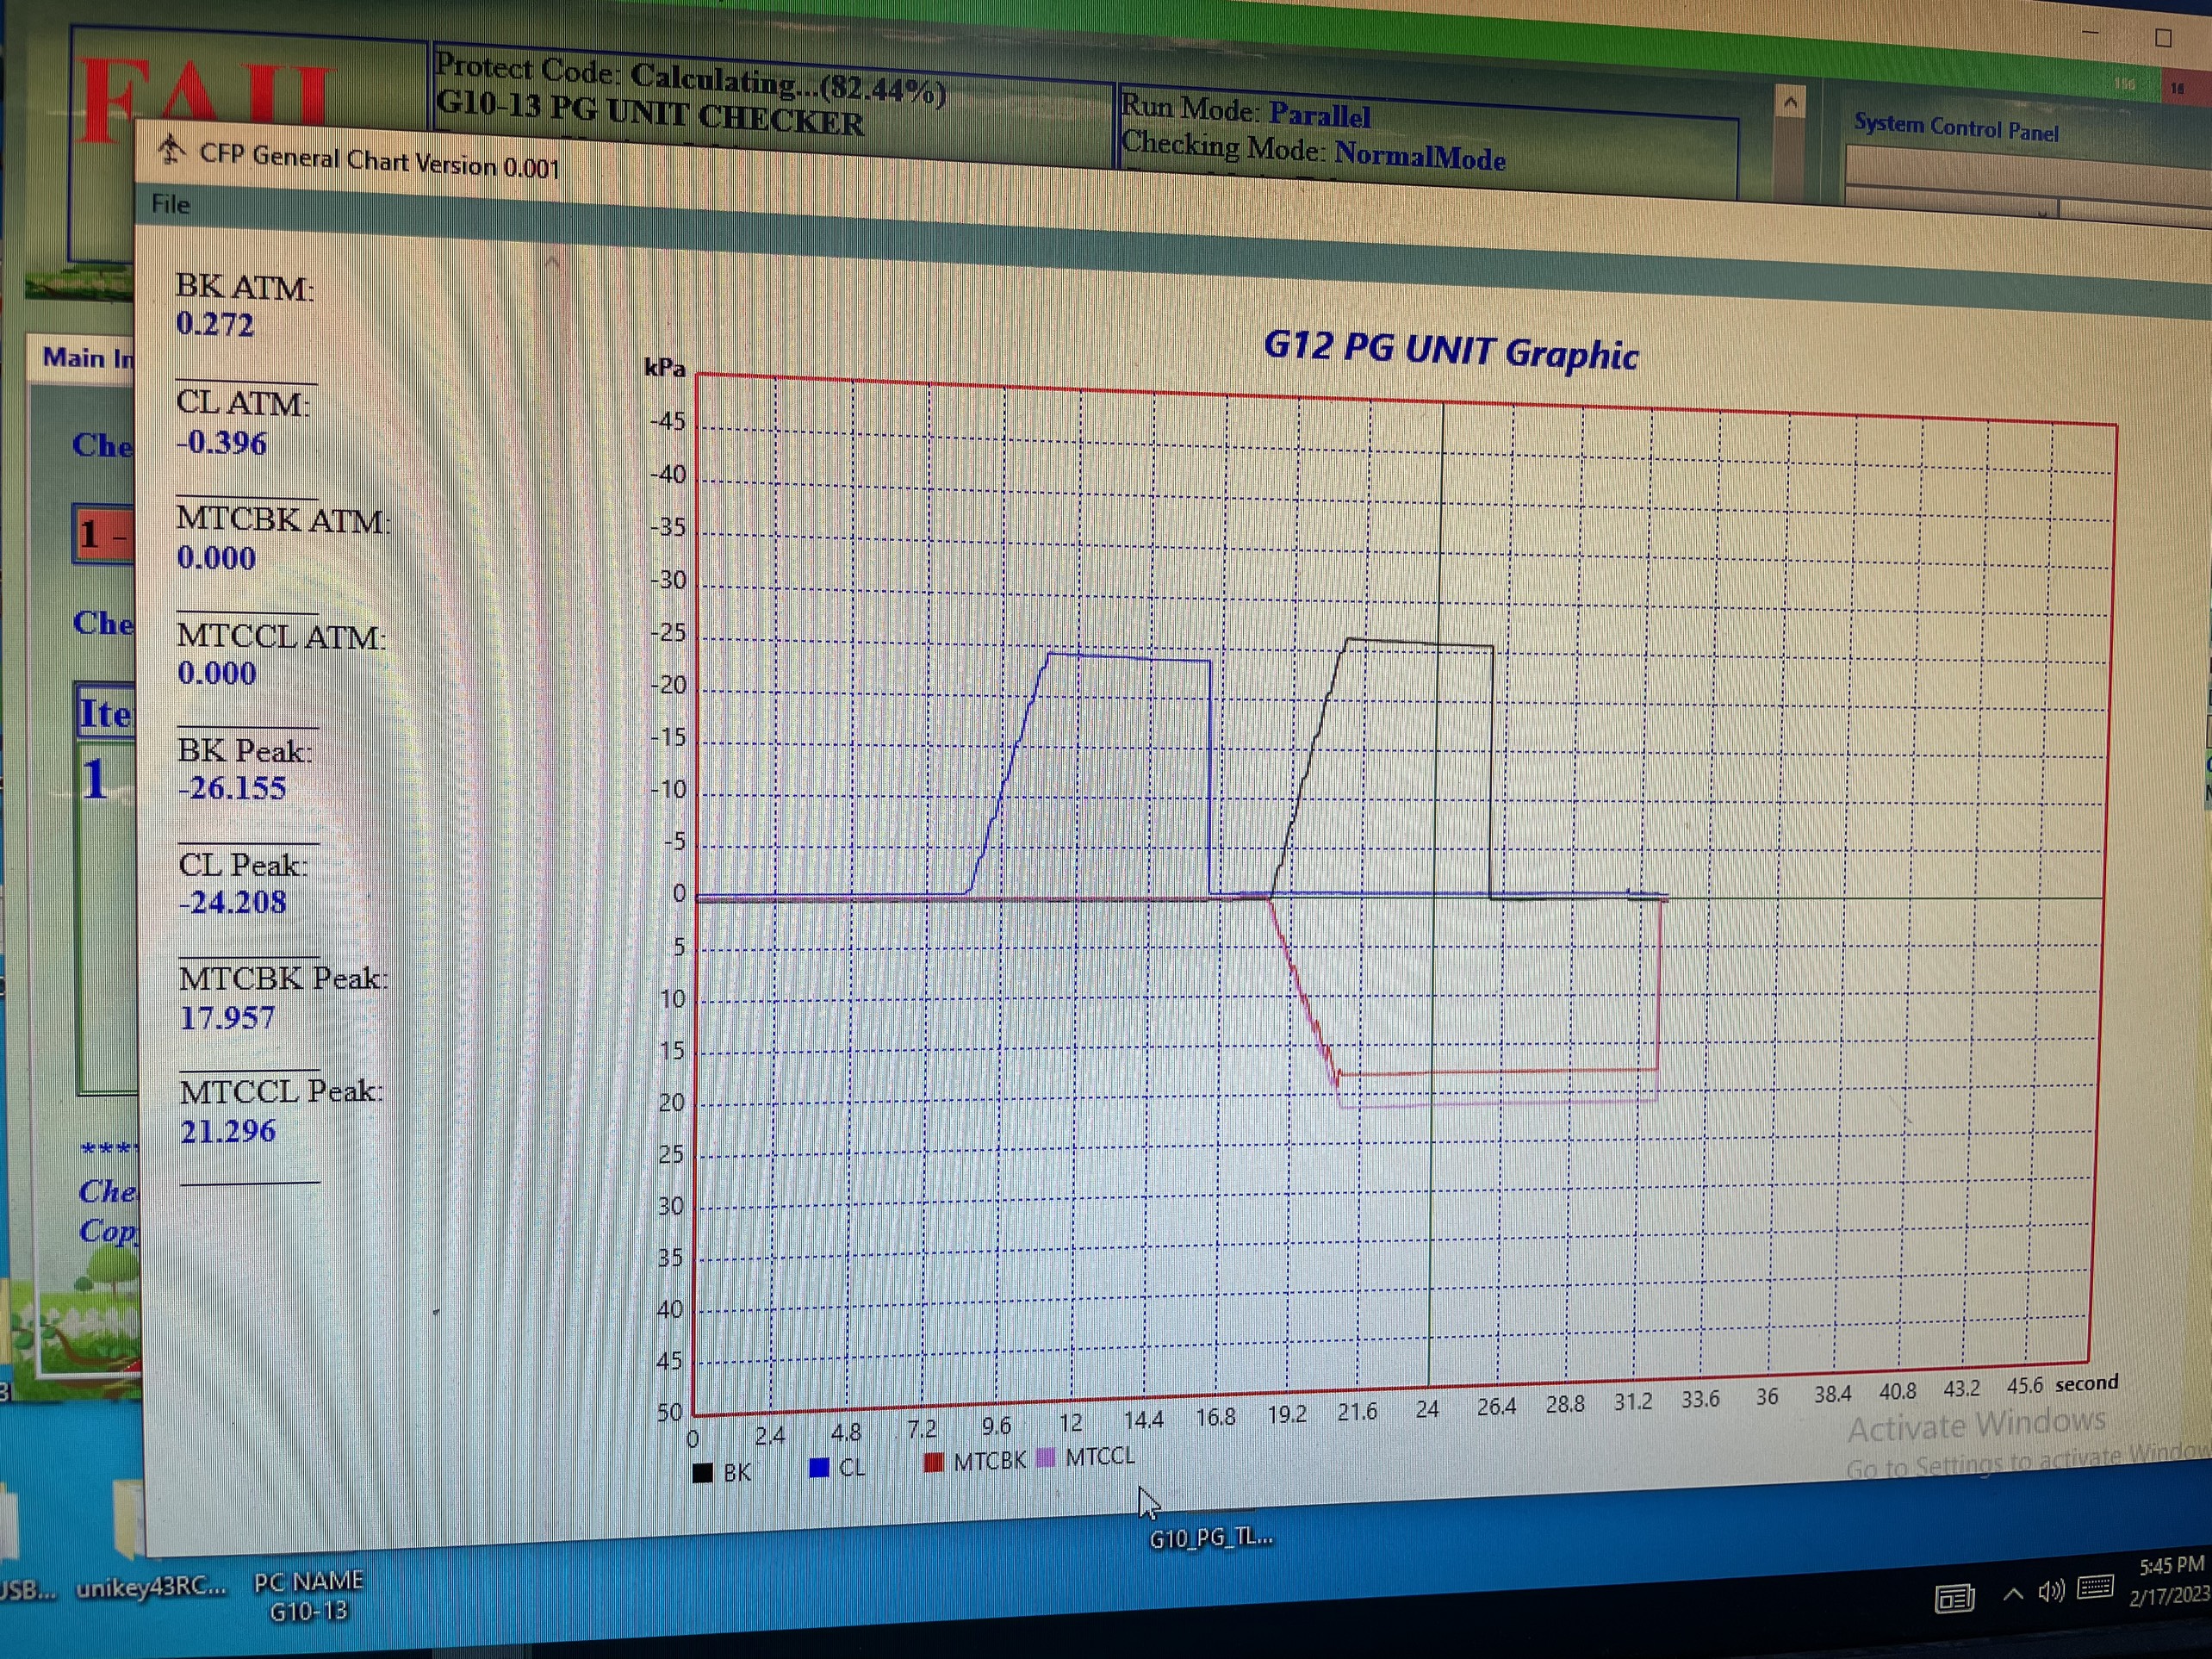 FAIL
Protect Code: Calculating...(82.44%)
G10-13 PG UNIT CHECKER
Run Mode: Parallel
Checking Mode: NormalMode
156
16
System Control Panel
CFP General Chart Version 0.001
File
Main In
Che
1 -
Che
Ite
1
****
Che
Cop
BK ATM:
0.272
CL ATM:
-0.396
MTCBK ATM:
0.000
MTCCL ATM:
0.000
BK Peak:
-26.155
CL Peak:
-24.208
MTCBK Peak:
17.957
MTCCL Peak:
21.296
G12 PG UNIT Graphic
kPa
-45
-40
-35
-30
-25
-20
-15
-10
-5
0
5
10
15
20
25
30
35
40
45
50
0 2.4 4.8 7.2 9.6 12 14.4 16.8 19.2 21.6 24 26.4 28.8 31.2 33.6 36 38.4 40.8 43.2 45.6 second
BK CL MTCBK MTCCL
Activate Windows
Go to Settings to activate Window
G10_PG_TL...
USB... unikey43RC... PC NAME
G10-13
5:45 PM
2/17/2023